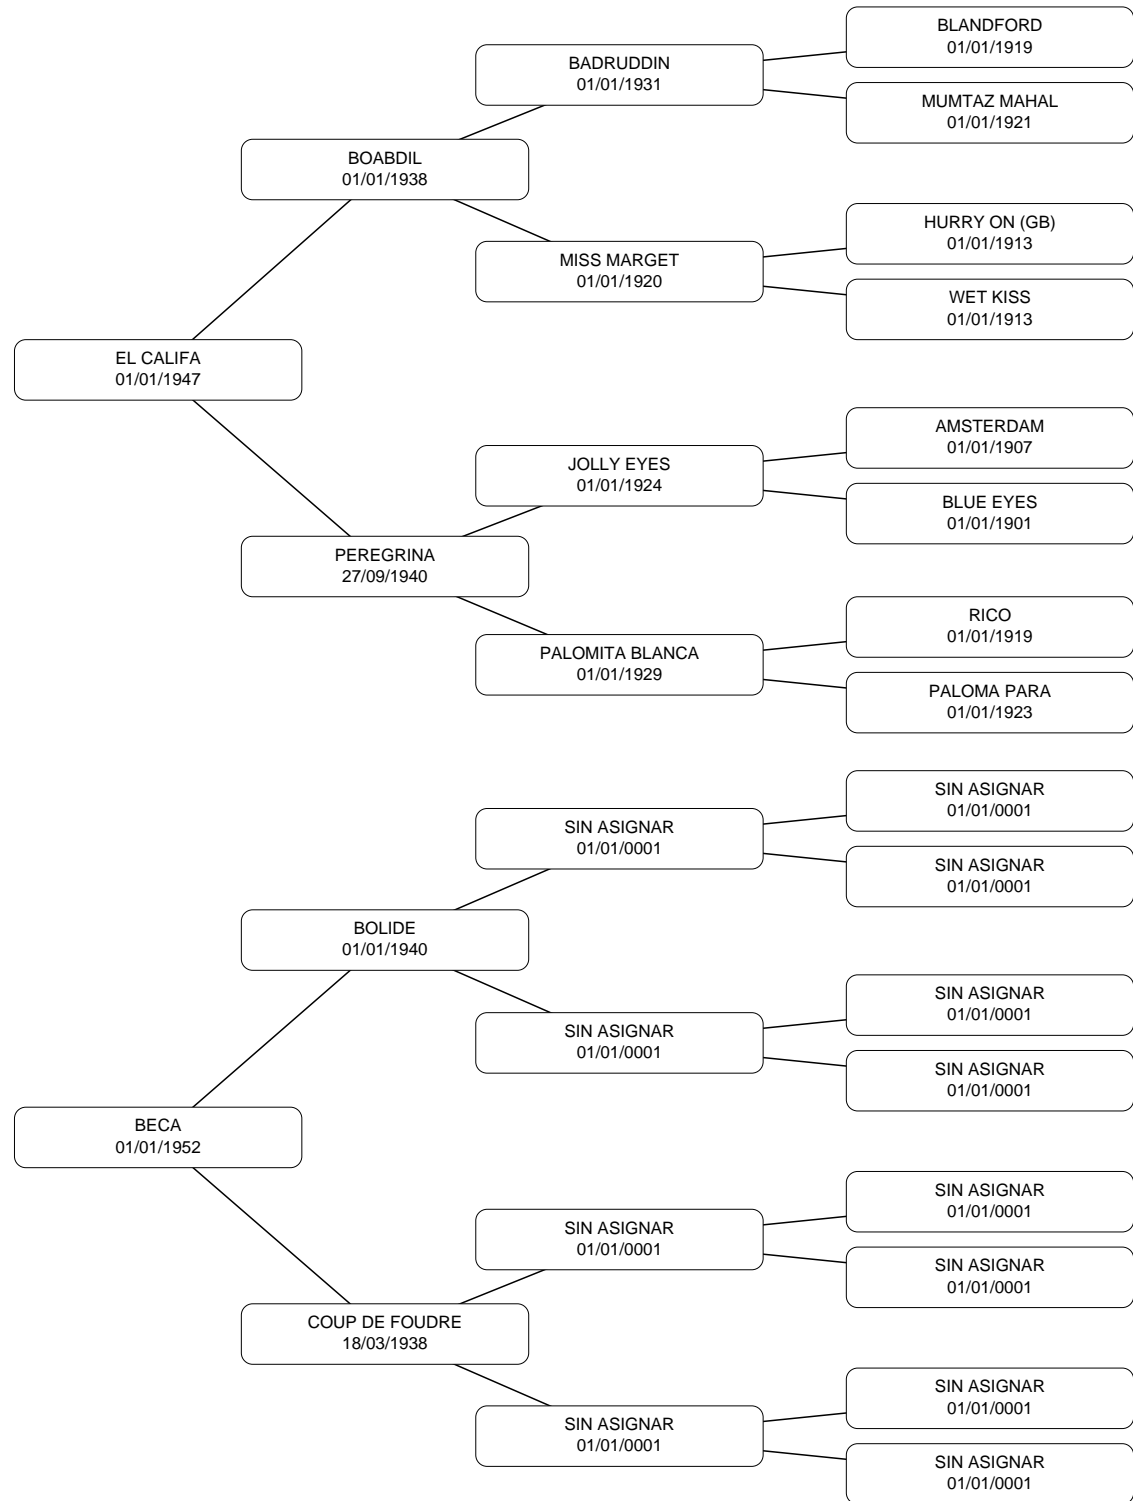 BLANDFORD
01/01/1919
BADRUDDIN
01/01/1931
MUMTAZ MAHAL
01/01/1921
BOABDIL
01/01/1938
HURRY ON (GB)
01/01/1913
MISS MARGET
01/01/1920
WET KISS
01/01/1913
EL CALIFA
01/01/1947
AMSTERDAM
01/01/1907
JOLLY EYES
01/01/1924
BLUE EYES
01/01/1901
PEREGRINA
27/09/1940
RICO
01/01/1919
PALOMITA BLANCA
01/01/1929
PALOMA PARA
01/01/1923
SIN ASIGNAR
01/01/0001
SIN ASIGNAR
01/01/0001
SIN ASIGNAR
01/01/0001
BOLIDE
01/01/1940
SIN ASIGNAR
01/01/0001
SIN ASIGNAR
01/01/0001
SIN ASIGNAR
01/01/0001
BECA
01/01/1952
SIN ASIGNAR
01/01/0001
SIN ASIGNAR
01/01/0001
SIN ASIGNAR
01/01/0001
COUP DE FOUDRE
18/03/1938
SIN ASIGNAR
01/01/0001
SIN ASIGNAR
01/01/0001
SIN ASIGNAR
01/01/0001